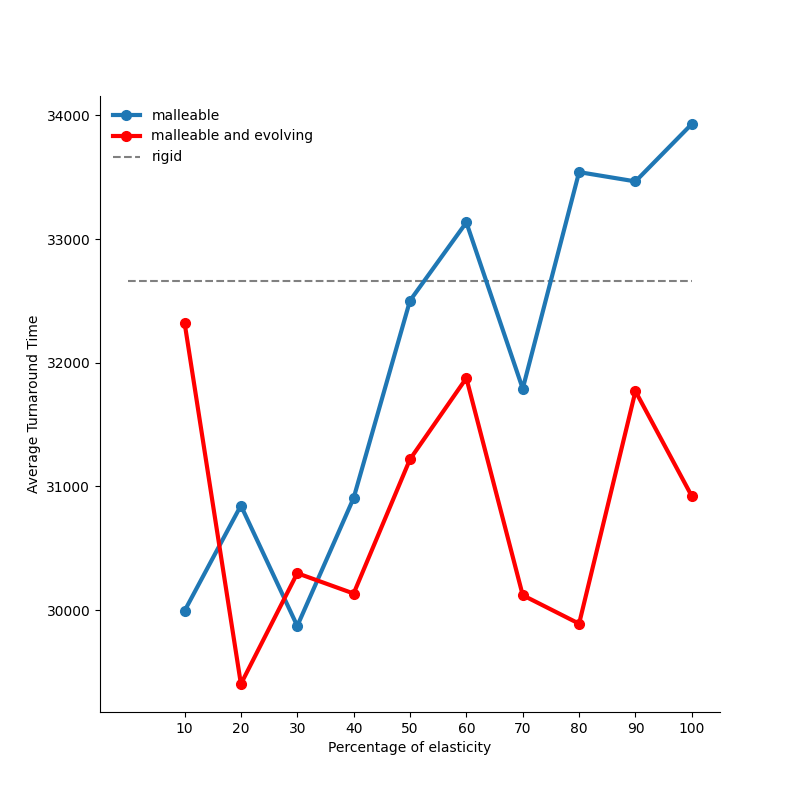 malleable
malleable and evolving
rigid
34000
33000
32000
31000
30000
Average Turnaround Time
10 20 30 40 50 60 70 80 90 100
Percentage of elasticity